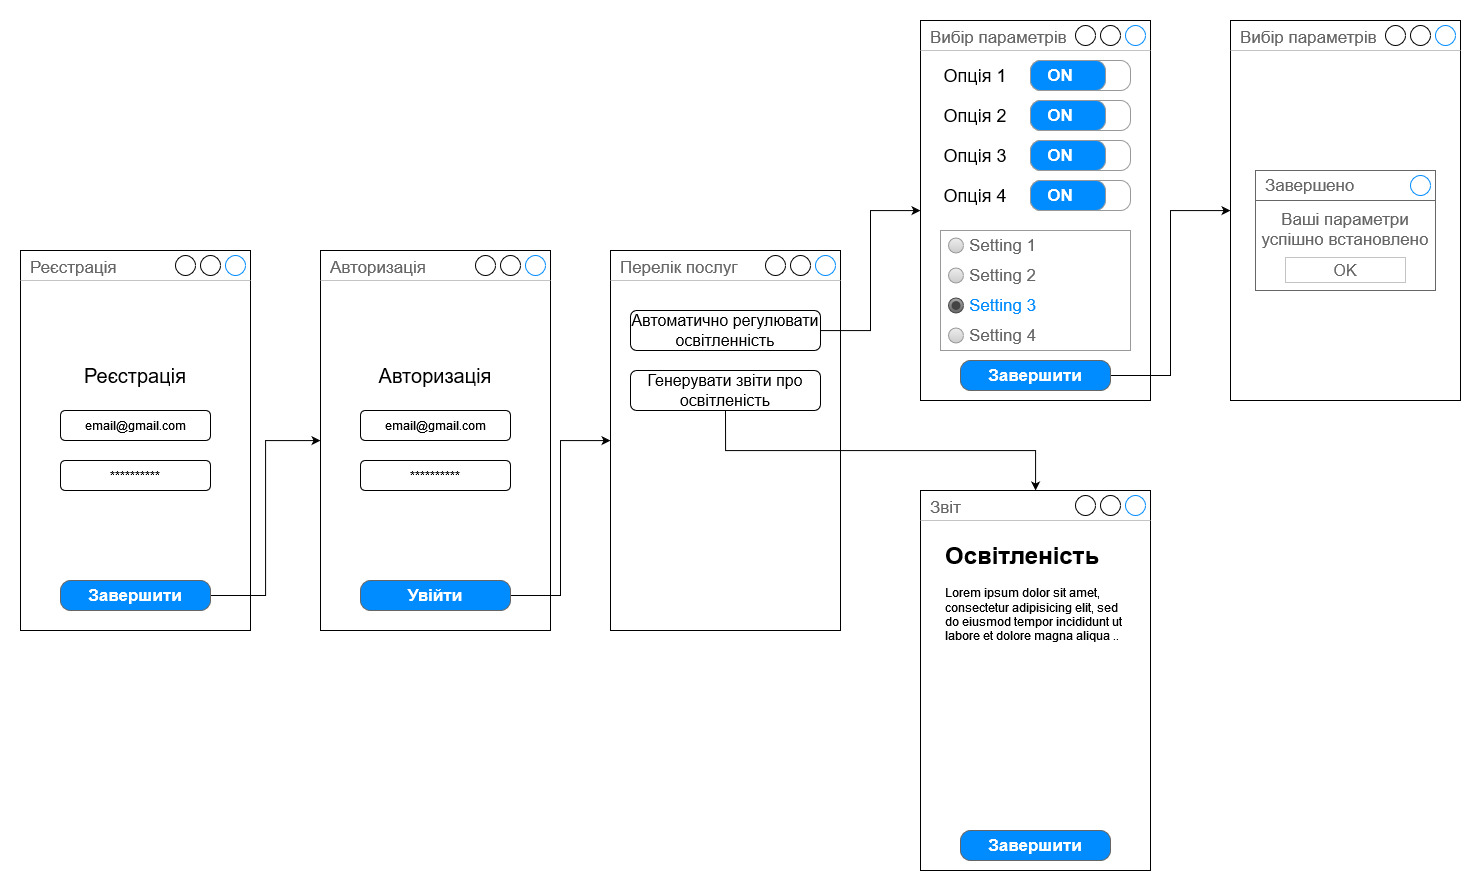 Реєстрація
Реєстрація
email@gmail.com
**********
Завершити
Авторизація
Авторизація
email@gmail.com
**********
Увійти
Перелік послуг
Автоматично регулювати
освітленність
Генерувати звіти про
освітленість
Вибір параметрів
Опція 1
ON
Опція 2
ON
Опція 3
ON
Опція 4
ON
Setting 1
Setting 2
Setting 3
Setting 4
Завершити
Вибір параметрів
Завершено
Ваші параметри
успішно встановлено
OK
Звіт
Освітленість
Lorem ipsum dolor sit amet,
consectetur adipisicing elit, sed
do eiusmod tempor incididunt ut
labore et dolore magna aliqua ..
Завершити